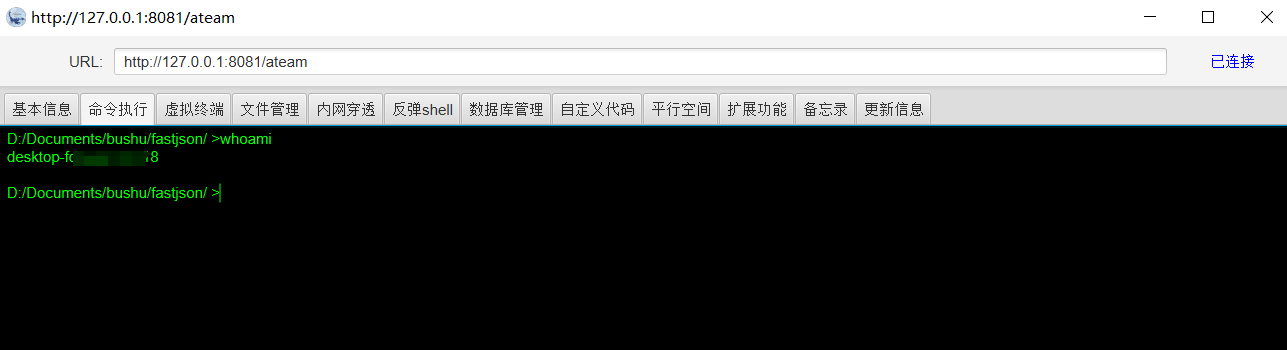 http://127.0.0.1:8081/ateam
URL: http://127.0.0.1:8081/ateam 已连接
基本信息 命令执行 虚拟终端 文件管理 内网穿透 反弹shell 数据库管理 自定义代码 平行空间 扩展功能 备忘录 更新信息
D:/Documents/bushu/fastjson/ >whoami
D:/Documents/bushu/fastjson/ >